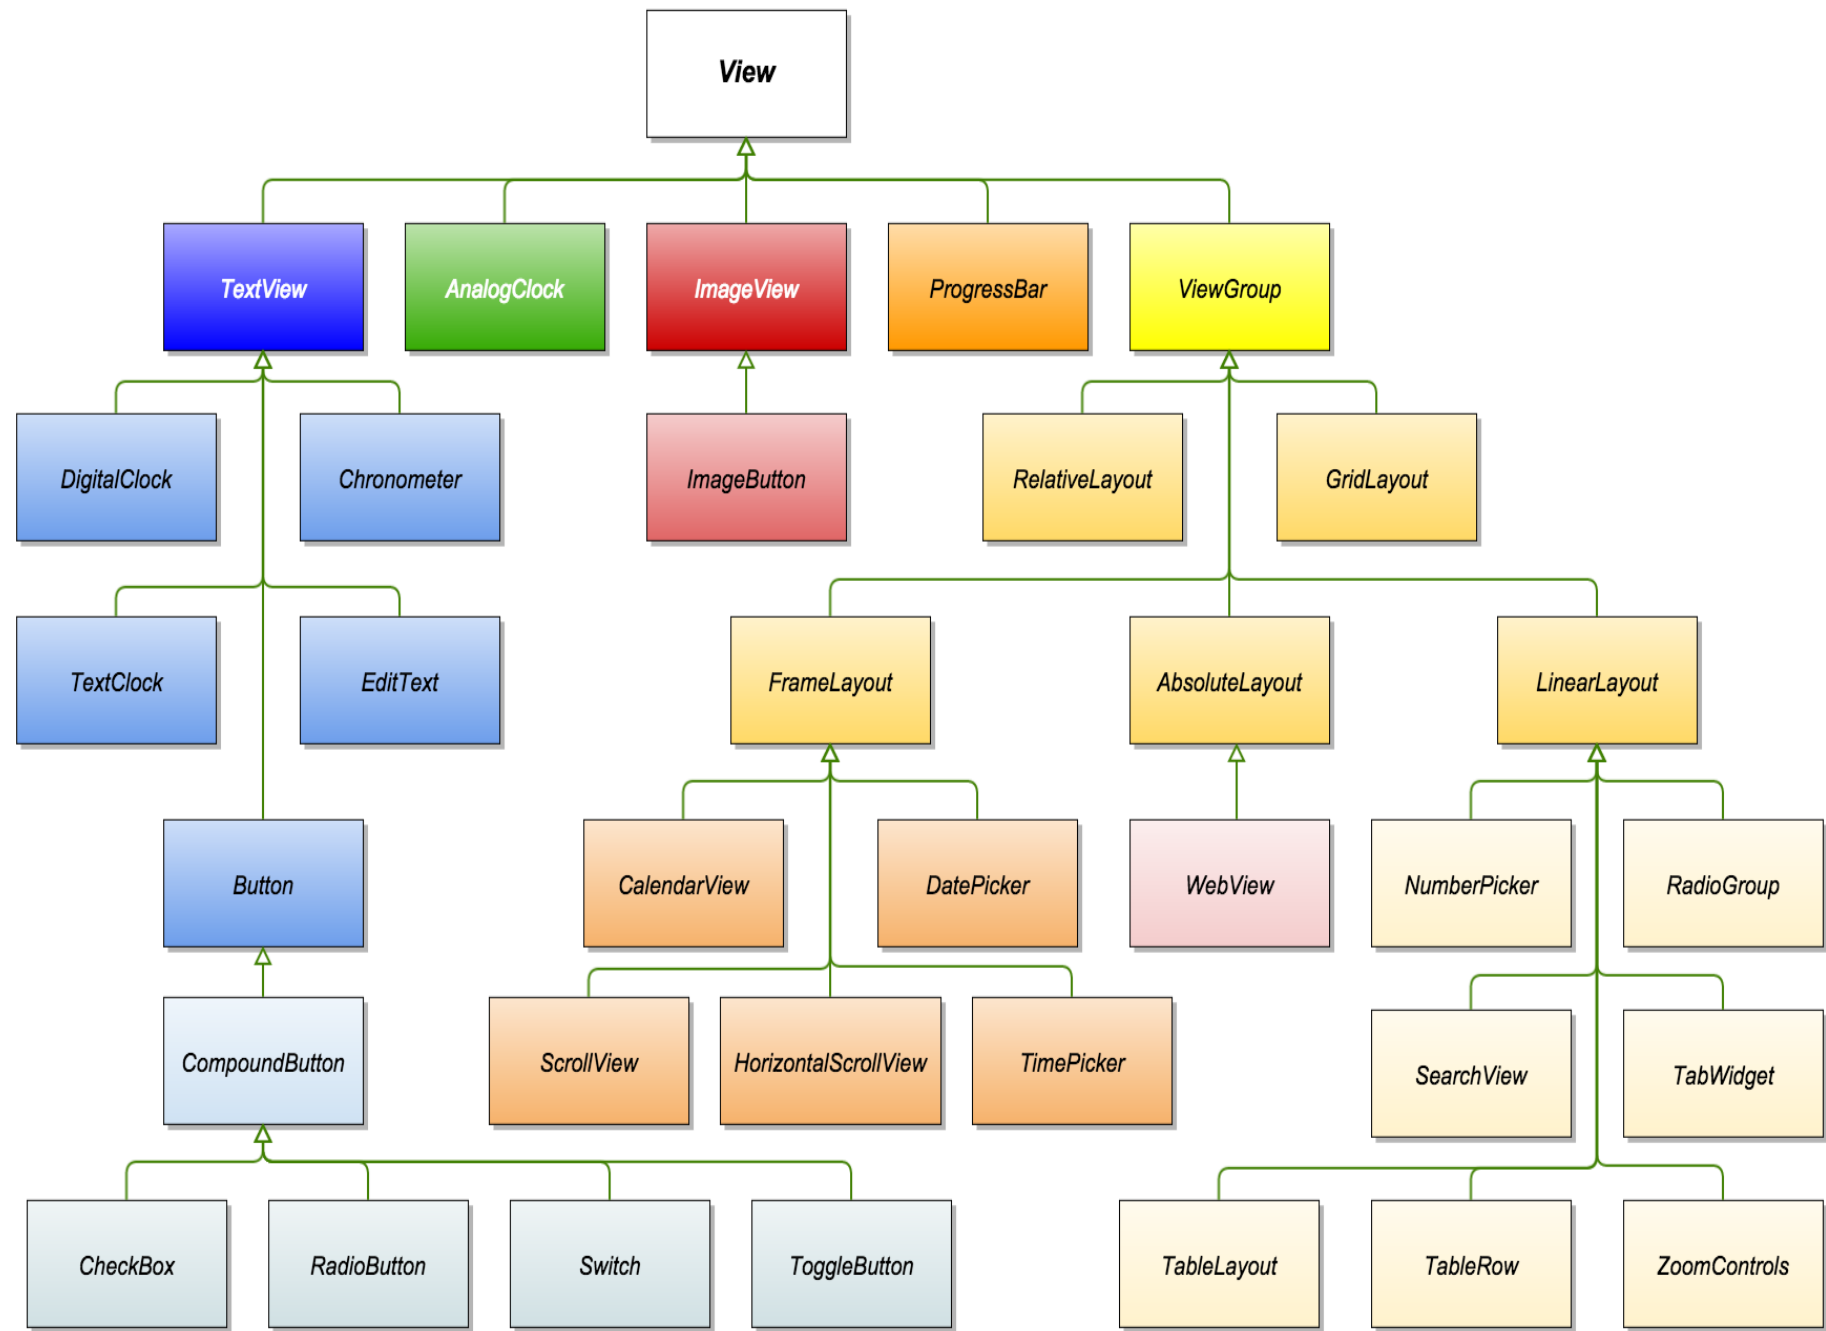 View
TextView
AnalogClock
ImageView
ProgressBar
ViewGroup
DigitalClock
Chronometer
ImageButton
RelativeLayout
GridLayout
TextClock
EditText
FrameLayout
AbsoluteLayout
LinearLayout
Button
CalendarView
DatePicker
WebView
NumberPicker
RadioGroup
CompoundButton
ScrollView
HorizontalScrollView
TimePicker
SearchView
TabWidget
CheckBox
RadioButton
Switch
ToggleButton
TableLayout
TableRow
ZoomControls